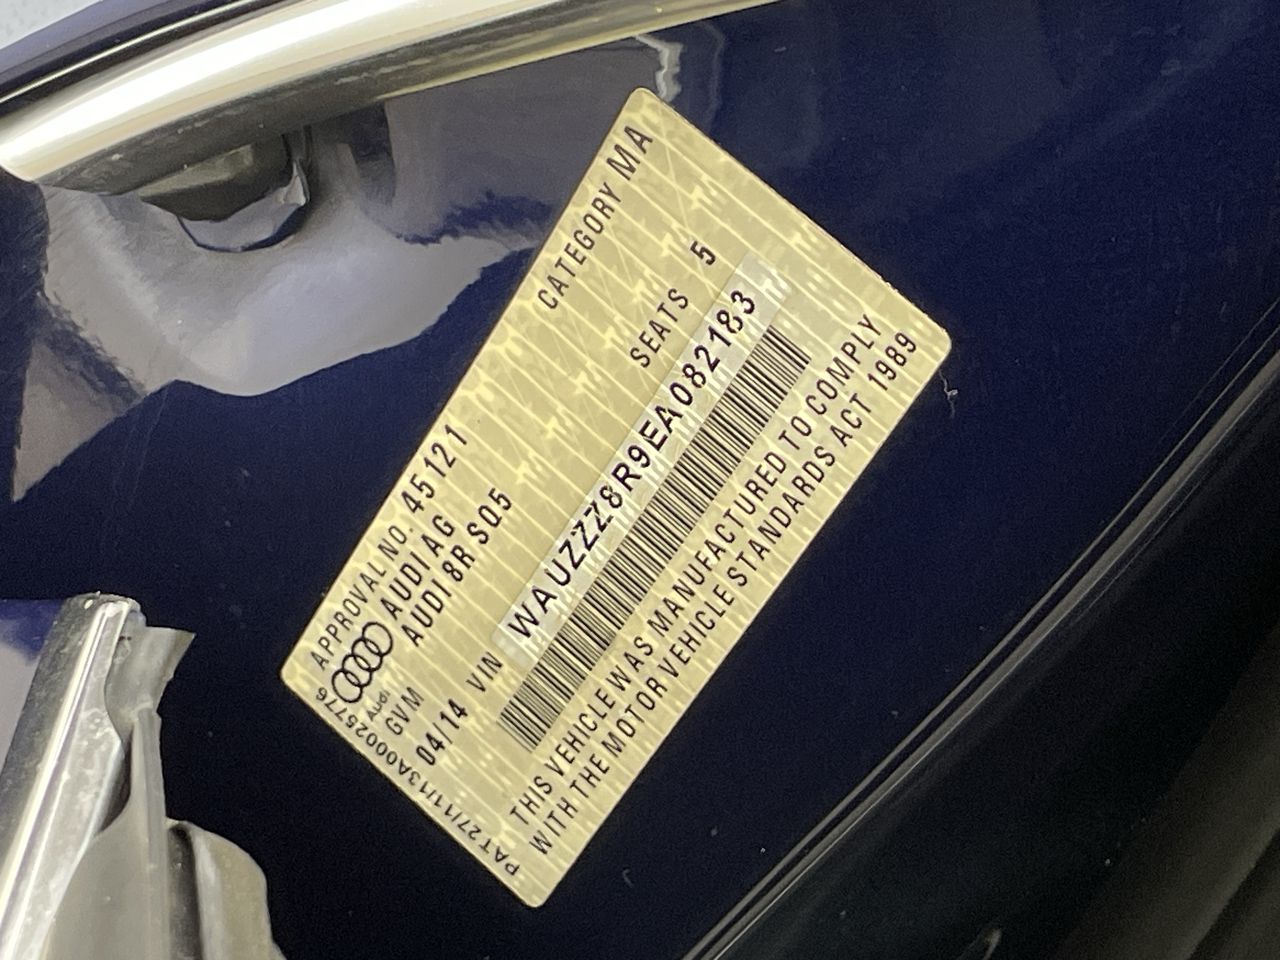 APPROVAL NO. 45121 CATEGORY MA
AUDI AG
AUDI 8R SQ5
Audi
GVM SEATS 5
04/14 VIN WAUZZZ8R9EA082183
THIS VEHICLE WAS MANUFACTURED TO COMPLY
WITH THE MOTOR VEHICLE STANDARDS ACT 1989
PAT27/11/13A00025776